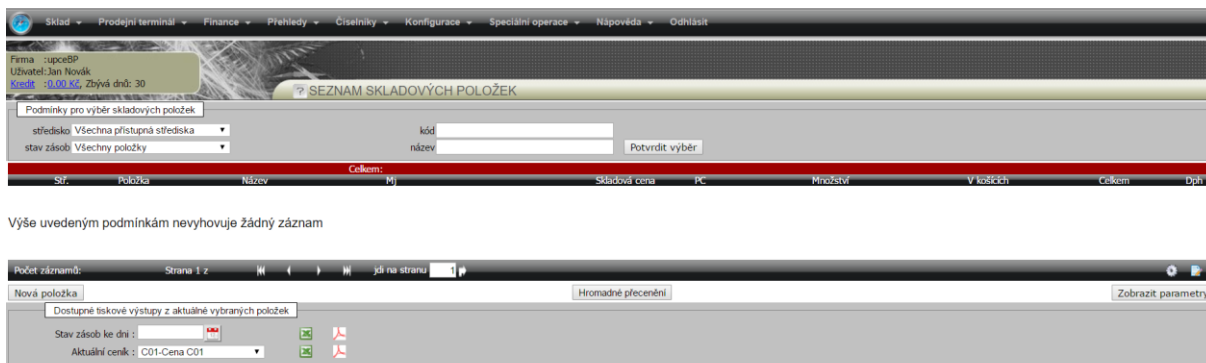 Sklad Prodejní terminál Finance Přehledy Číselníky Konfigurace Speciální operace Nápověda Odhlásit
Firma :upceBP
Uživatel:Jan Novák
Kredit :0.00 Kč, Zbývá dnů: 30
? SEZNAM SKLADOVÝCH POLOŽEK
Podmínky pro výběr skladových položek
středisko Všechna přístupná střediska kód
stav zásob Všechny položky název Potvrdit výběr
Celkem:
Stř. Položka Název Mj Skladová cena PC Množství V košících Celkem Dph
Výše uvedeným podmínkám nevyhovuje žádný záznam
Počet záznamů: Strana 1 z jdi na stranu 1
Nová položka Hromadné přecenění Zobrazit parametry
Dostupné tiskové výstupy z aktuálně vybraných položek
Stav zásob ke dni :
Aktuální ceník : C01-Cena C01